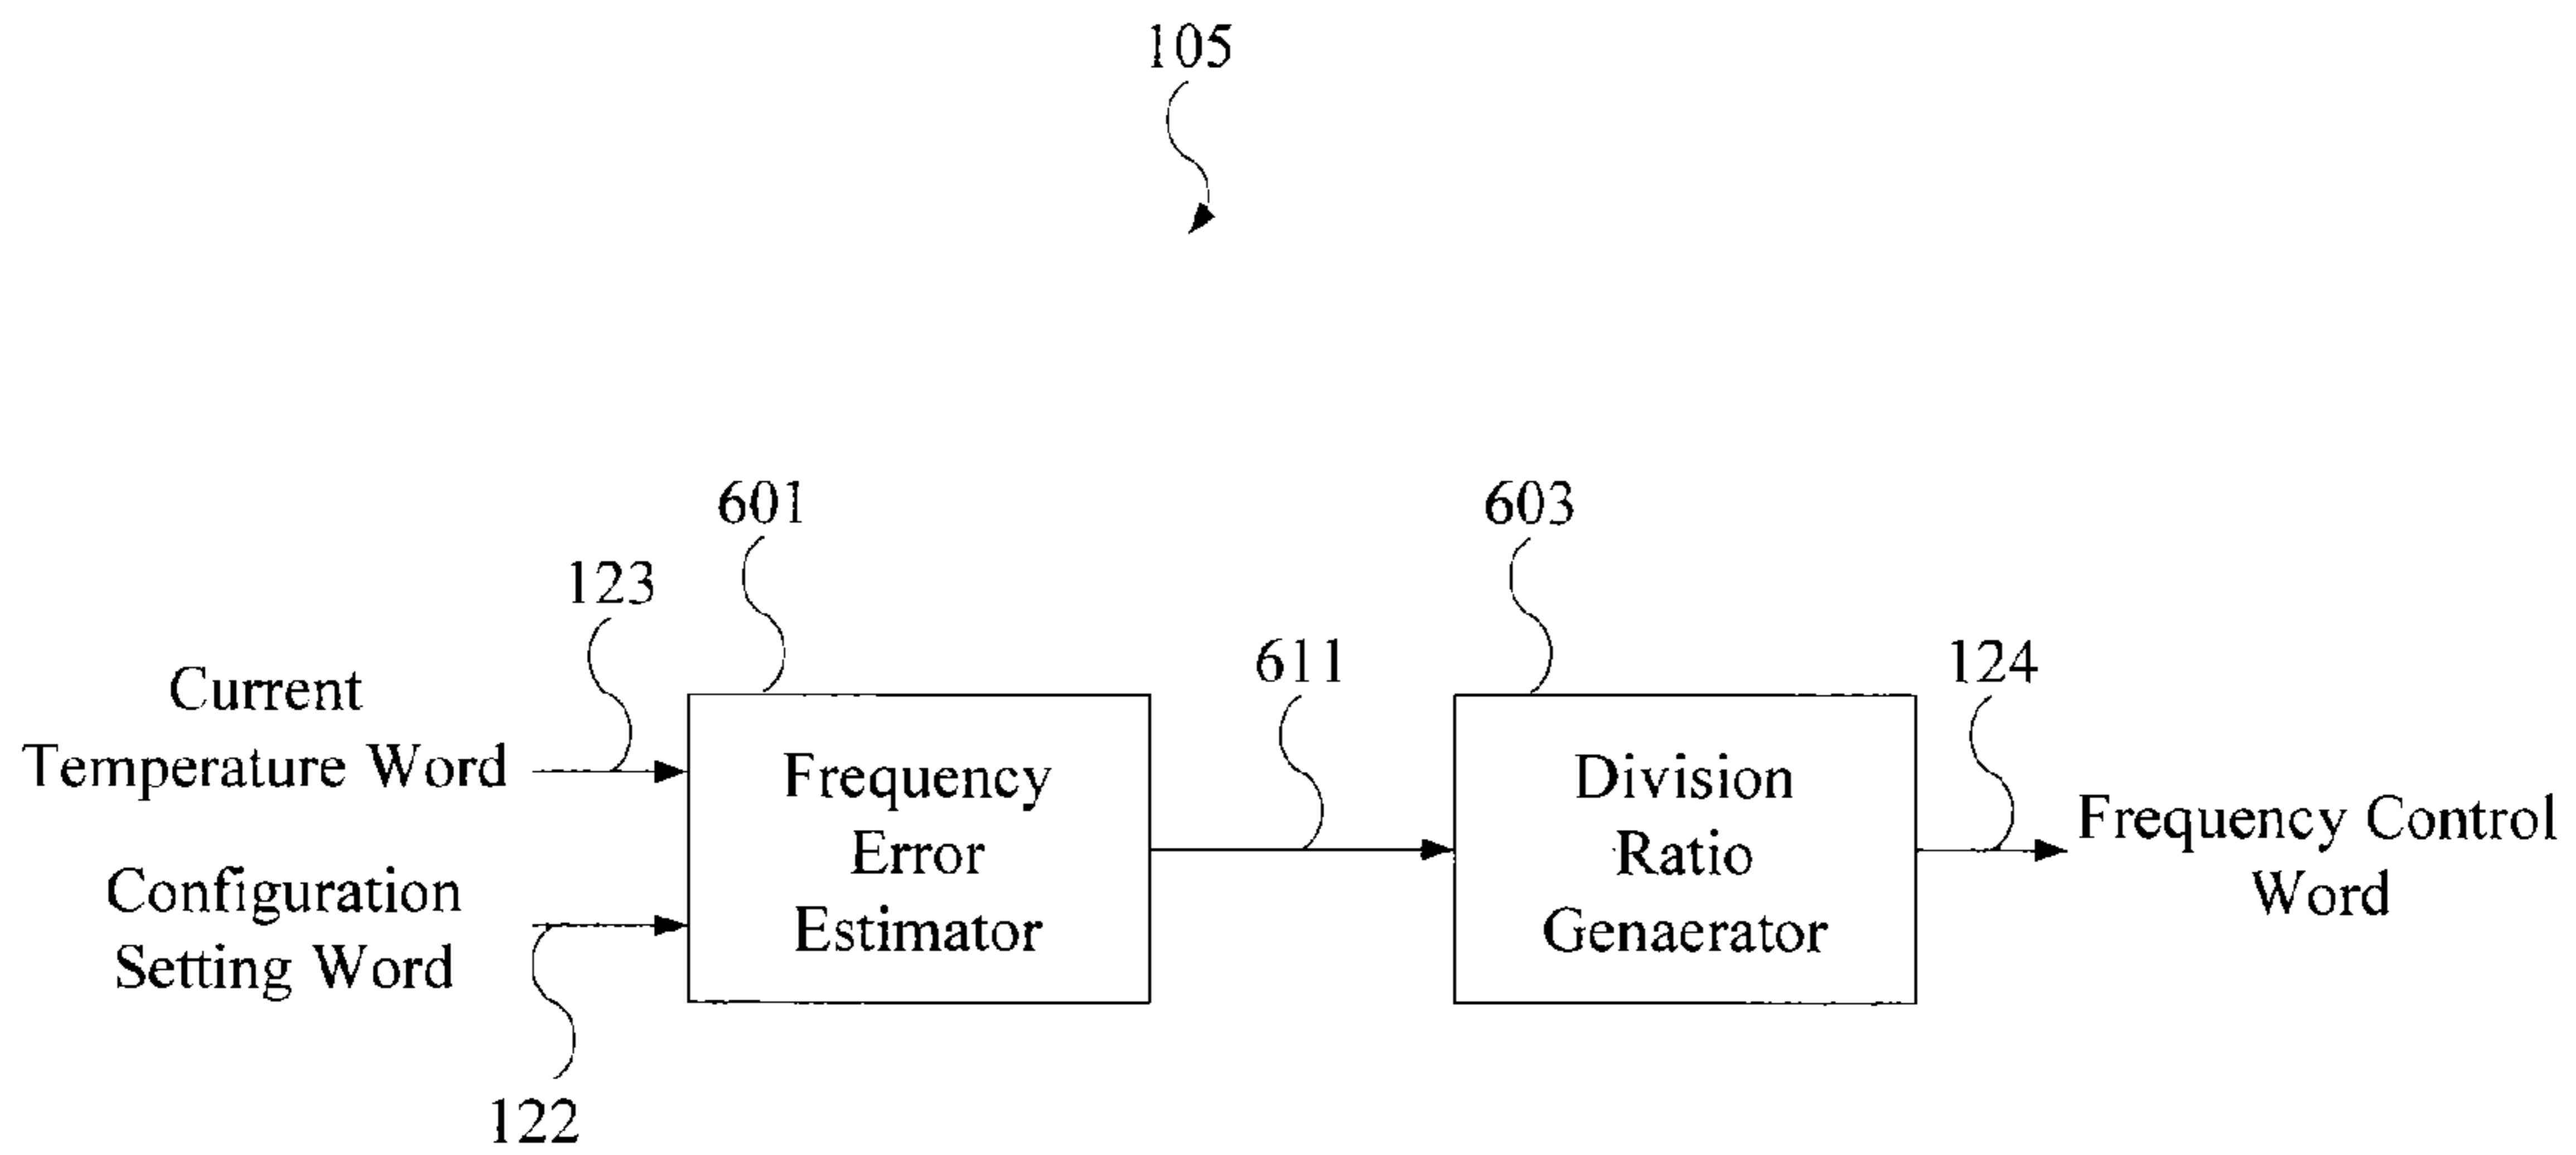 105
601
603
123
611
124
Current
Temperature Word
Frequency
Error
Estimator
Division
Ratio
Genaerator
Frequency Control
Word
Configuration
Setting Word
122